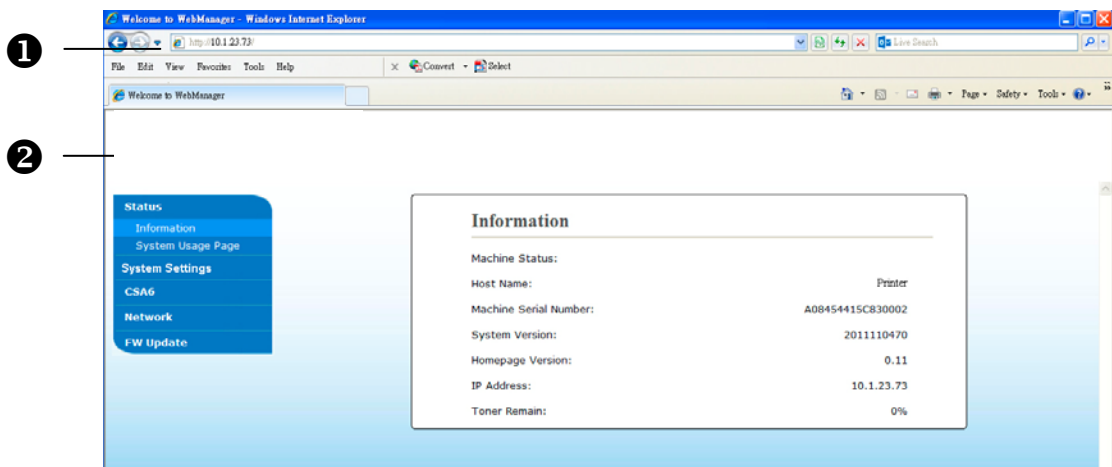 Welcome to WebManager - Windows Internet Explorer
❶
http://10.1.23.73/
Live Search
File Edit View Favorites Tools Help
x Convert Select
Welcome to WebManager
Page Safety Tools
»
❷
Status
Information
System Usage Page
System Settings
CSA6
Network
FW Update
Information
Machine Status:
Host Name: Printer
Machine Serial Number: A08454415C830002
System Version: 2011110470
Homepage Version: 0.11
IP Address: 10.1.23.73
Toner Remain: 0%